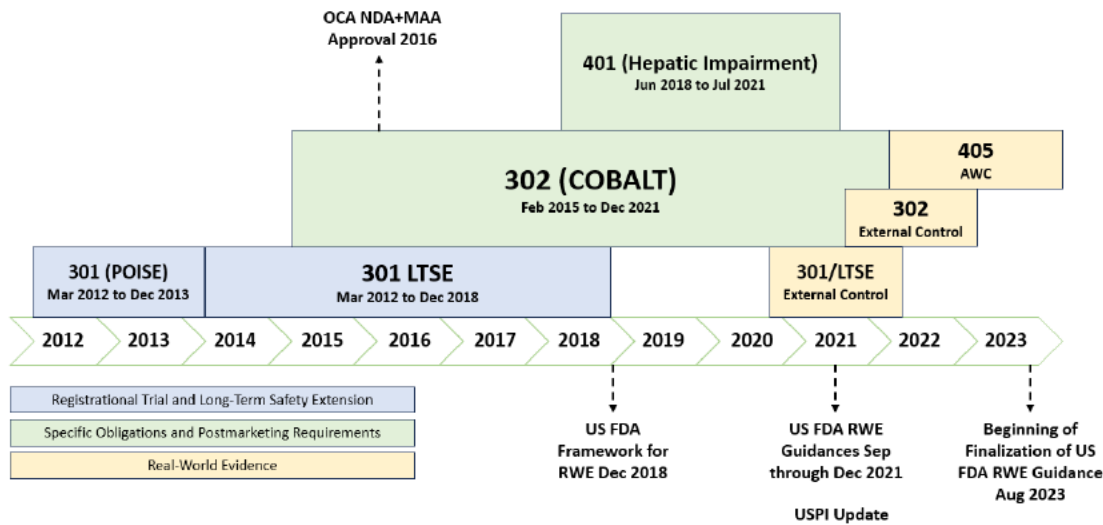 OCA NDA+MAA
Approval 2016
401 (Hepatic Impairment)
Jun 2018 to Jul 2021
302 (COBALT)
Feb 2015 to Dec 2021
405
AWC
302
External Control
301 (POISE)
Mar 2012 to Dec 2013
301 LTSE
Mar 2012 to Dec 2018
301/LTSE
External Control
2012 2013 2014 2015 2016 2017 2018 2019 2020 2021 2022 2023
Registrational Trial and Long-Term Safety Extension
Specific Obligations and Postmarketing Requirements
Real-World Evidence
US FDA
Framework for
RWE Dec 2018
US FDA RWE
Guidances Sep
through Dec 2021
USPI Update
Beginning of
Finalization of US
FDA RWE Guidance
Aug 2023